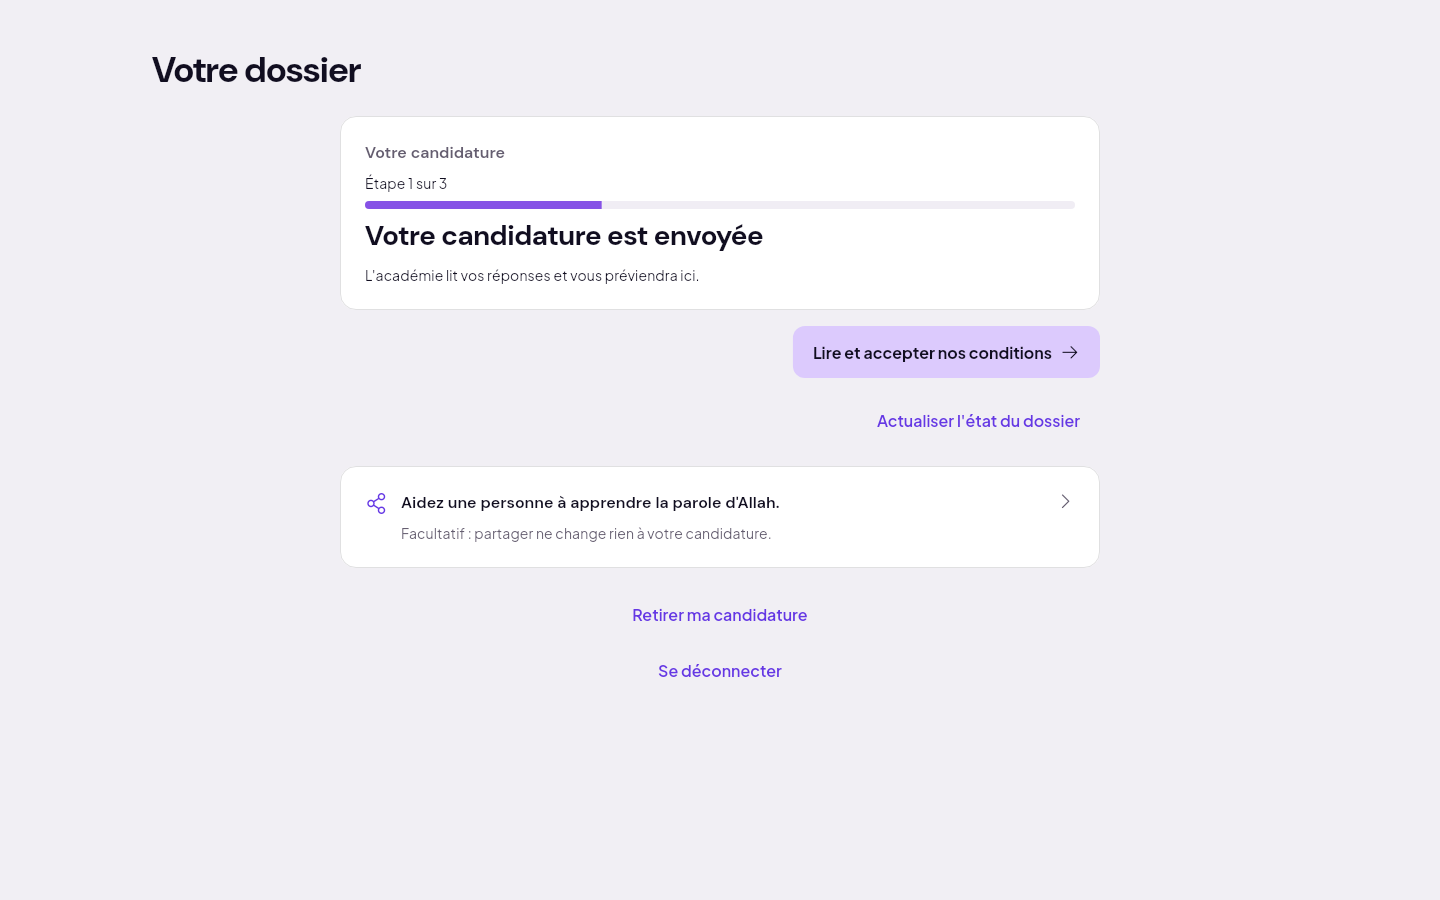 Votre dossier
Votre candidature
Étape 1 sur 3
Votre candidature est envoyée
L'académie lit vos réponses et vous préviendra ici.
Lire et accepter nos conditions
Actualiser l'état du dossier
Aidez une personne à apprendre la parole d'Allah.
Facultatif : partager ne change rien à votre candidature.
Retirer ma candidature
Se déconnecter